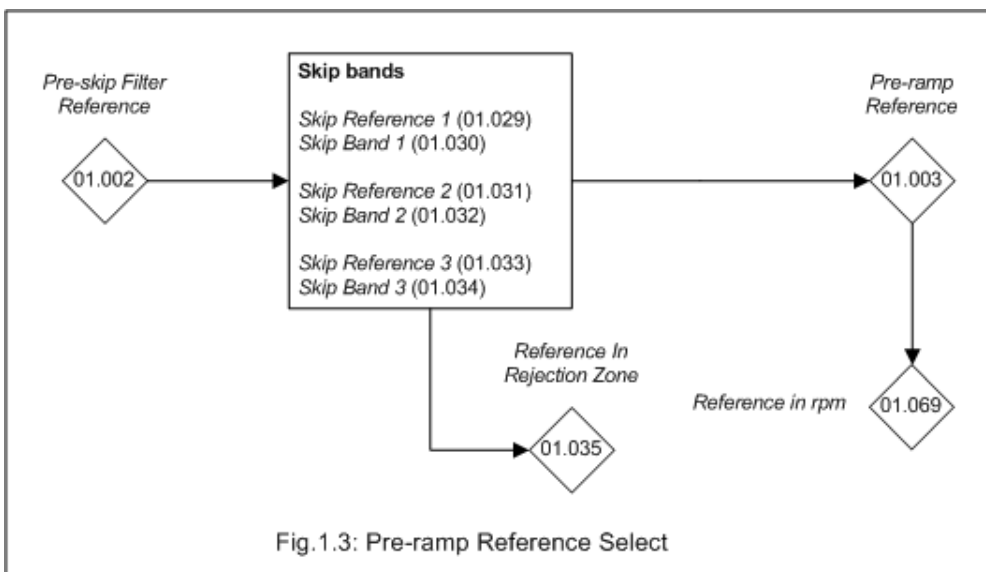 Pre-skip Filter
Reference
01.002
Skip bands
Skip Reference 1 (01.029)
Skip Band 1 (01.030)
Skip Reference 2 (01.031)
Skip Band 2 (01.032)
Skip Reference 3 (01.033)
Skip Band 3 (01.034)
Pre-ramp
Reference
01.003
Reference In
Rejection Zone
01.035
Reference in rpm
01.069
Fig.1.3: Pre-ramp Reference Select